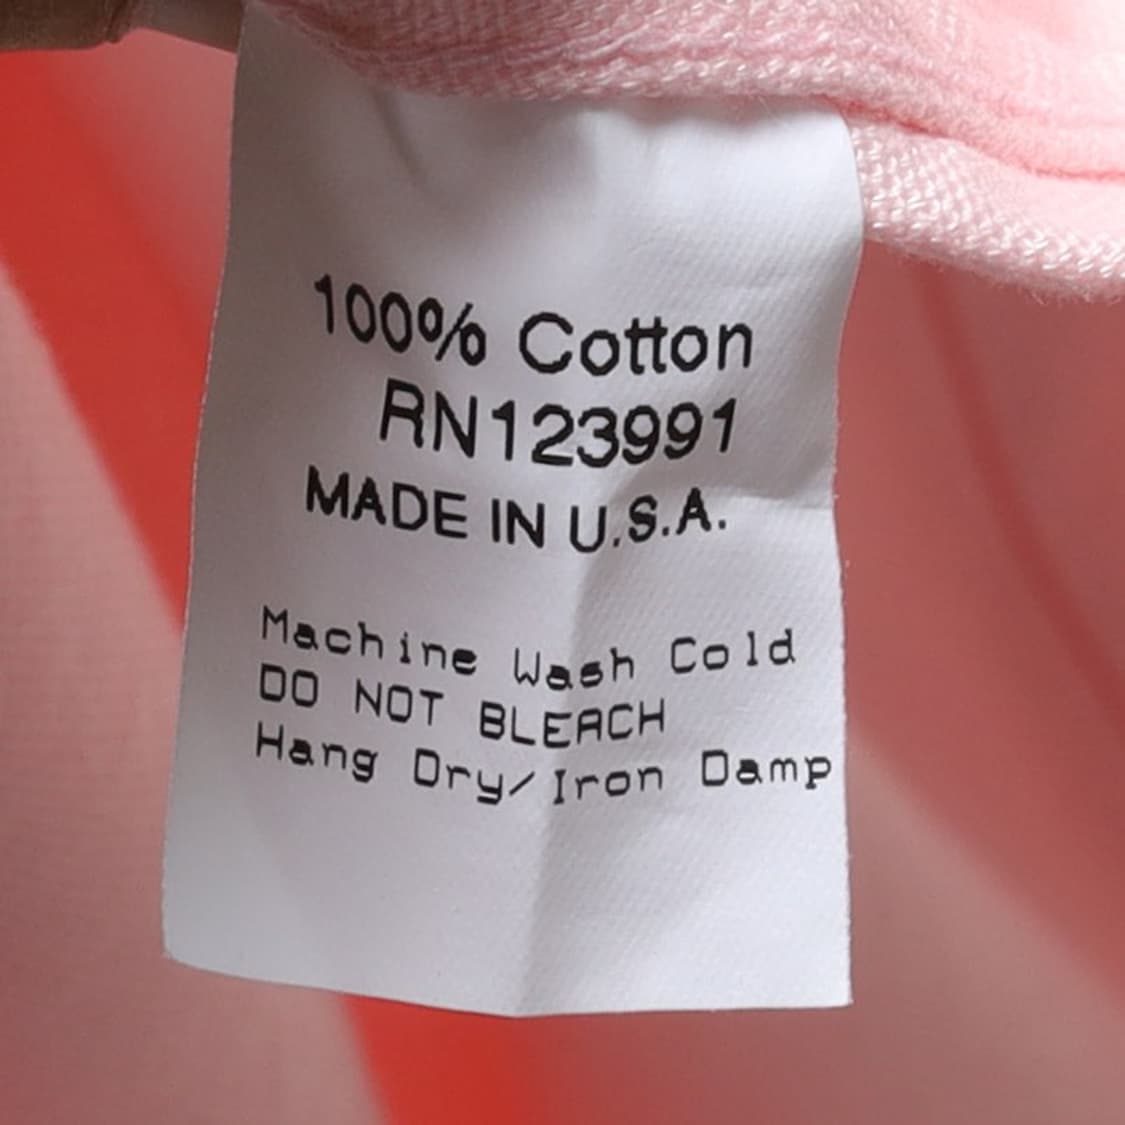 100% Cotton
RN123991
MADE IN U.S.A.
Machine Wash Cold
DO NOT BLEACH
Hang Dry/Iron Damp